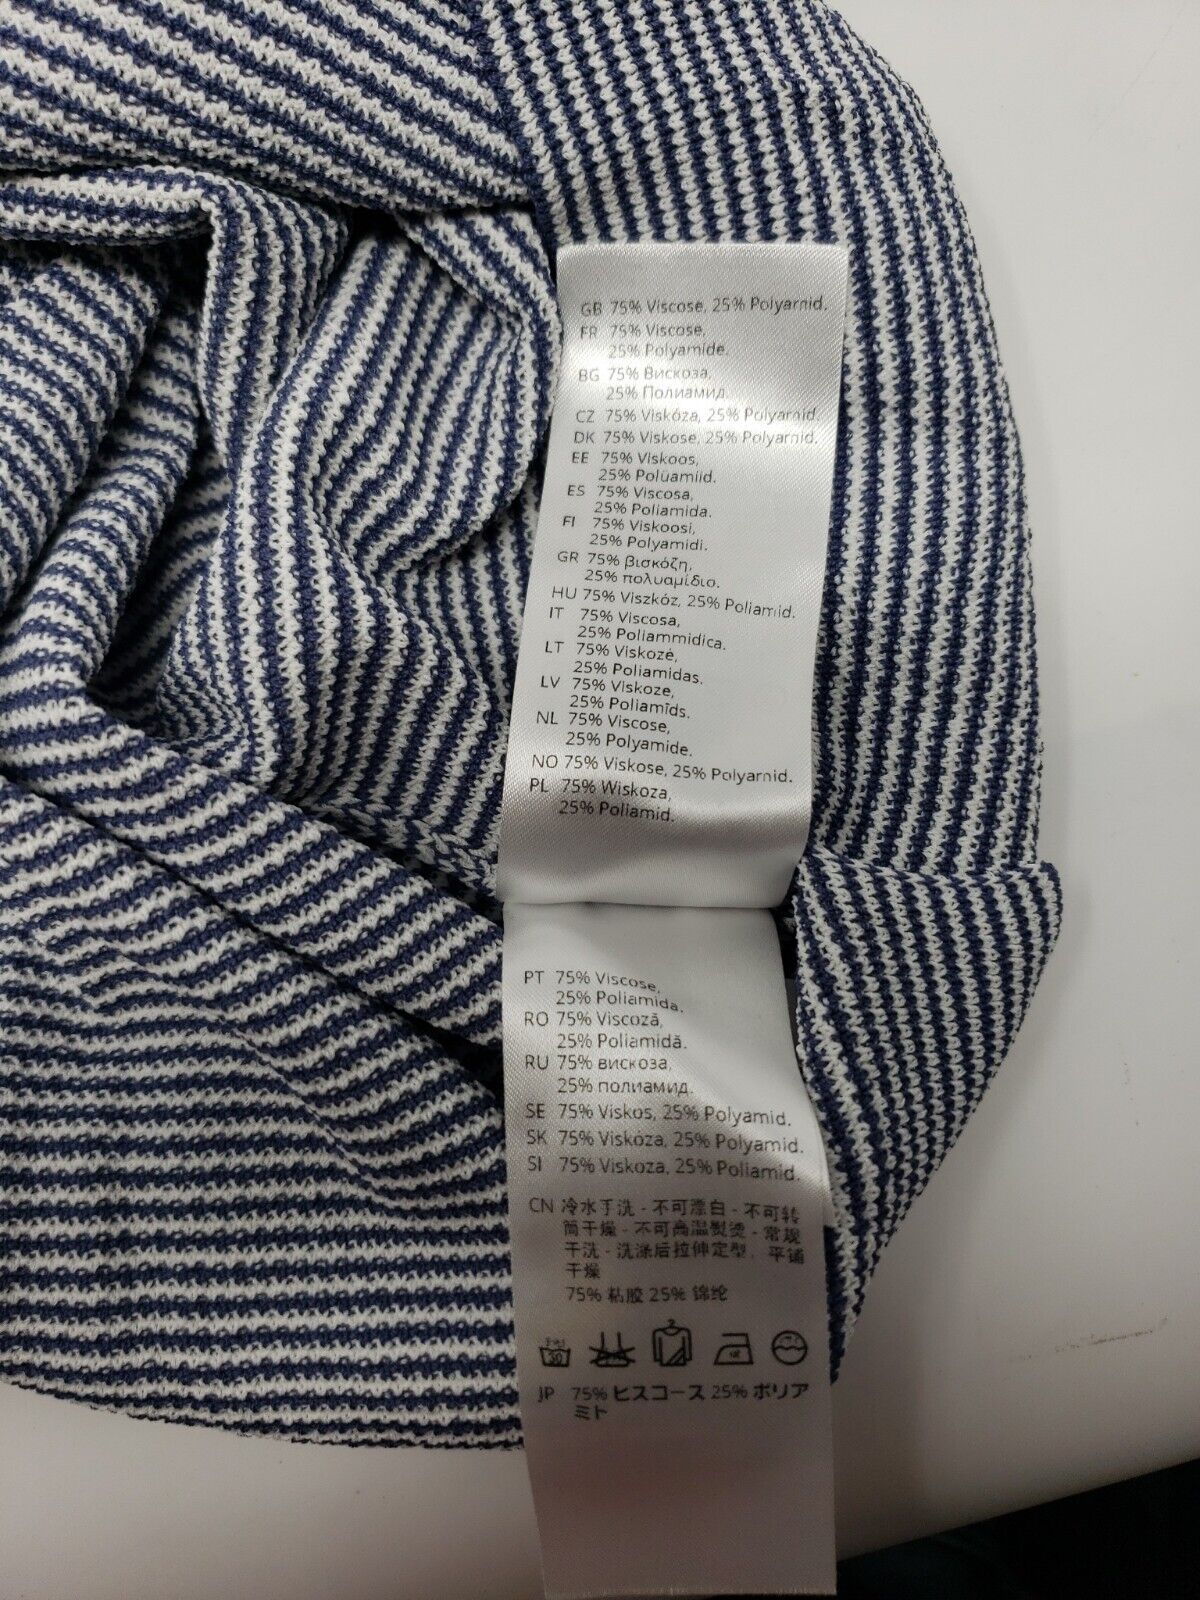 GB 75% Viscose, 25% Polyamid.
FR 75% Viscose,
25% Polyamide.
BG 75% Вискоза,
25% Полиамид.
CZ 75% Viskóza, 25% Polyamid.
DK 75% Viskose, 25% Polyamid.
EE 75% Viskoos,
25% Polüamiid.
ES 75% Viscosa,
25% Poliamida.
FI 75% Viskoosi,
25% Polyamidi.
GR 75% βισκόζη,
25% πολυαμίδιο.
HU 75% Viszkóz, 25% Poliamid.
IT 75% Viscosa,
25% Poliammidica.
LT 75% Viskozė,
25% Poliamidas.
LV 75% Viskoze,
25% Poliamīds.
NL 75% Viscose,
25% Polyamide.
NO 75% Viskose, 25% Polyamid.
PL 75% Wiskoza,
25% Poliamid.
PT 75% Viscose,
25% Poliamida.
RO 75% Viscoză,
25% Poliamidă.
RU 75% вискоза,
25% полиамид.
SE 75% Viskos, 25% Polyamid.
SK 75% Viskóza, 25% Polyamid.
SI 75% Viskoza, 25% Poliamid.
CN 冷水手洗 - 不可漂白 - 不可转
筒干燥 - 不可高温熨烫 - 常规
干洗 - 洗涤后拉伸定型, 平铺
干燥
75% 粘胶 25% 锦纶
30
JP 75% ビスコース 25% ポリア
ミド